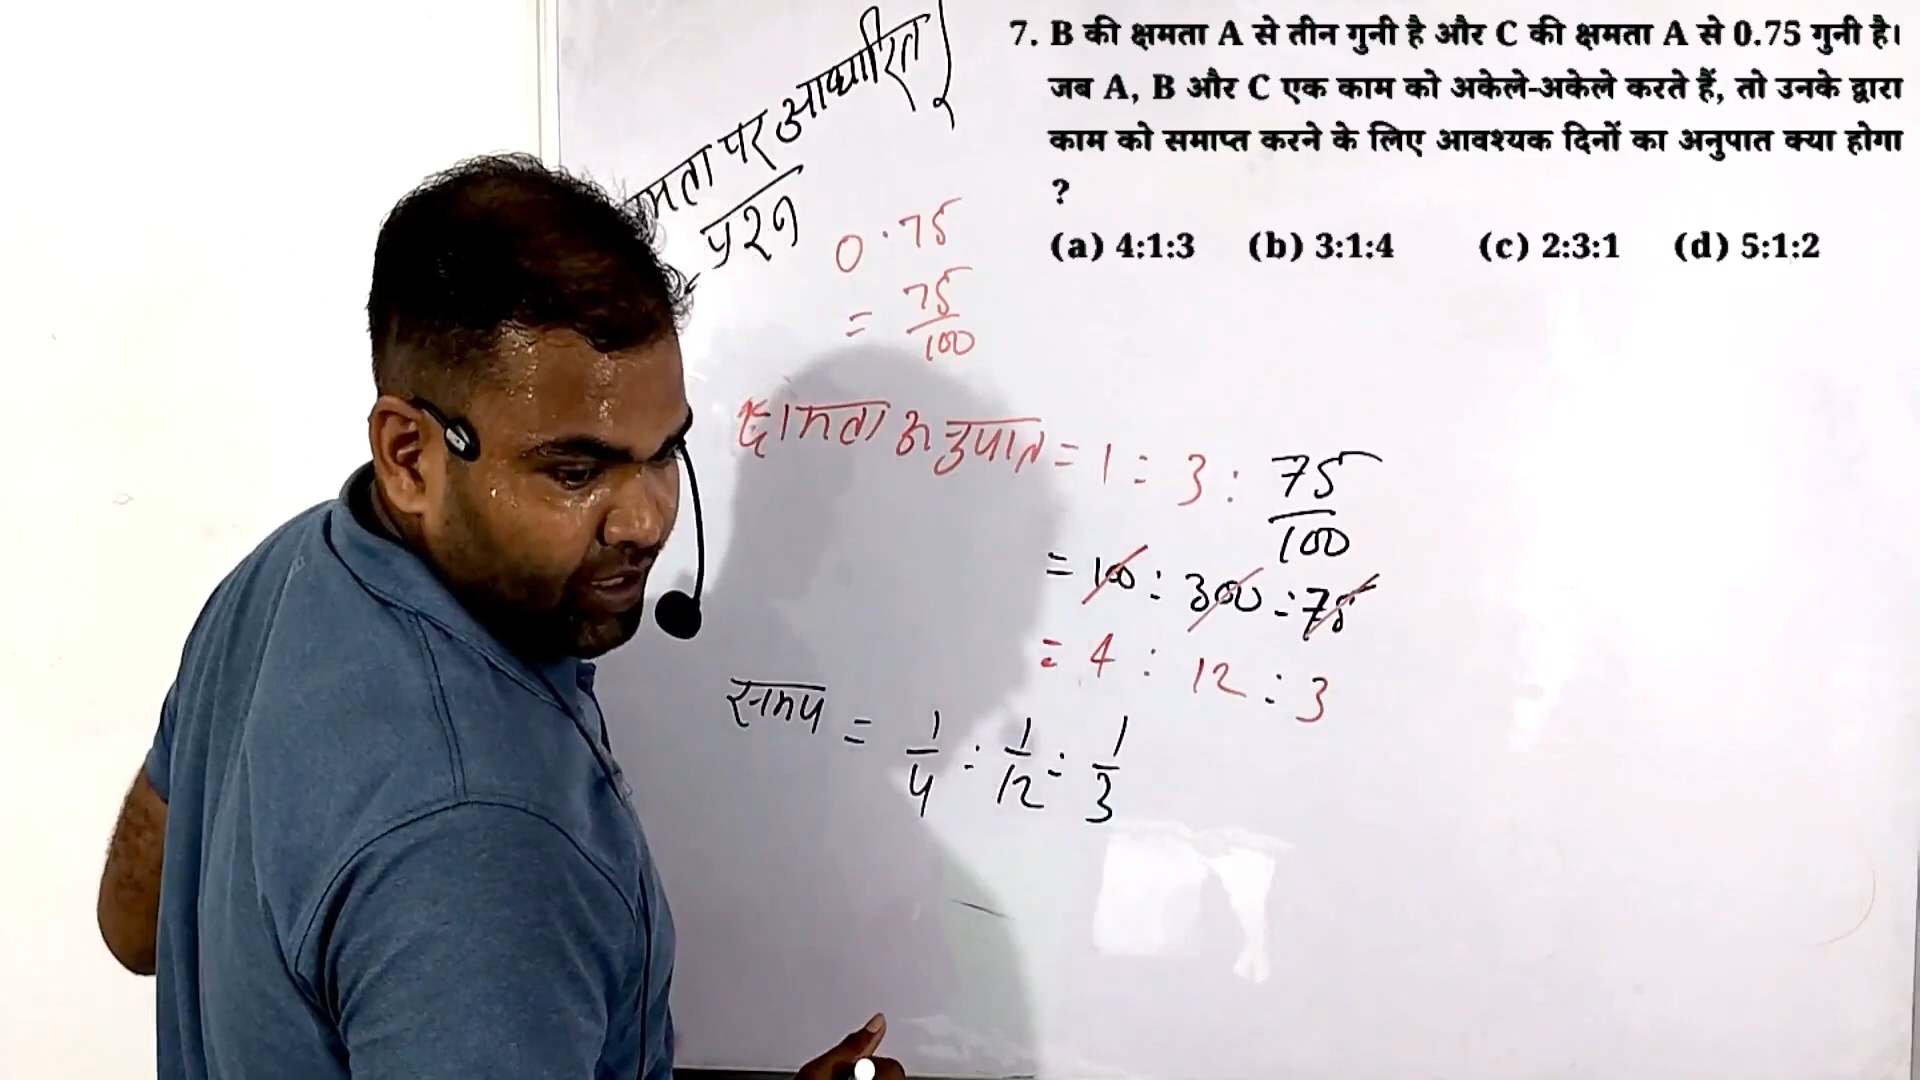 7. B की क्षमता A से तीन गुनी है और C की क्षमता A से 0.75 गुनी है।
जब A, B और C एक काम को अकेले-अकेले करते हैं, तो उनके द्वारा
काम को समाप्त करने के लिए आवश्यक दिनों का अनुपात क्या होगा
?
(a) 4:1:3 (b) 3:1:4 (c) 2:3:1 (d) 5:1:2
पर आधारित
प्रश्न
0.75
= 75/100
क्षमता अनुपात = 1 : 3 : 75/100
= 100 : 300 : 75
= 4 : 12 : 3
समय = 1/4 : 1/12 : 1/3